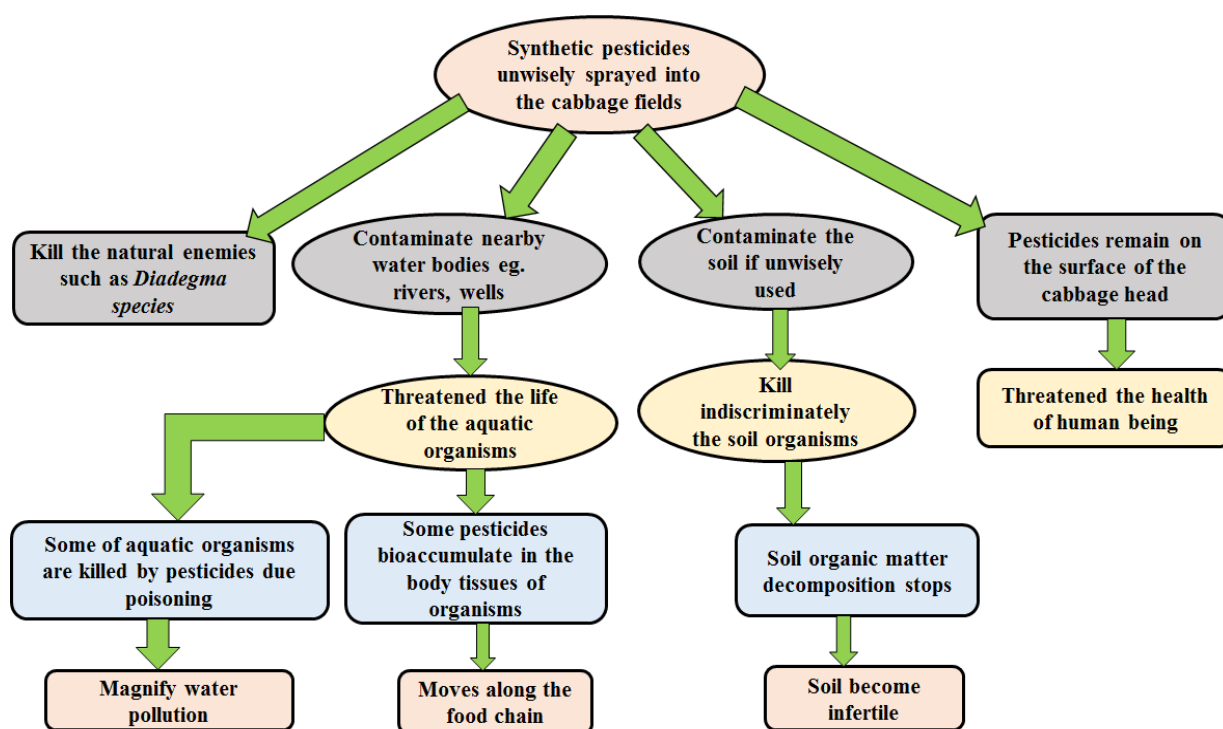 Synthetic pesticides
unwisely sprayed into
the cabbage fields
Kill the natural enemies
such as Diadegma
species
Contaminate nearby
water bodies eg.
rivers, wells
Contaminate the
soil if unwisely
used
Pesticides remain on
the surface of the
cabbage head
Threatened the life
of the aquatic
organisms
Kill
indiscriminately
the soil organisms
Threatened the health
of human being
Some of aquatic organisms
are killed by pesticides due
poisoning
Some pesticides
bioaccumulate in the
body tissues of
organisms
Soil organic matter
decomposition stops
Magnify water
pollution
Moves along the
food chain
Soil become
infertile